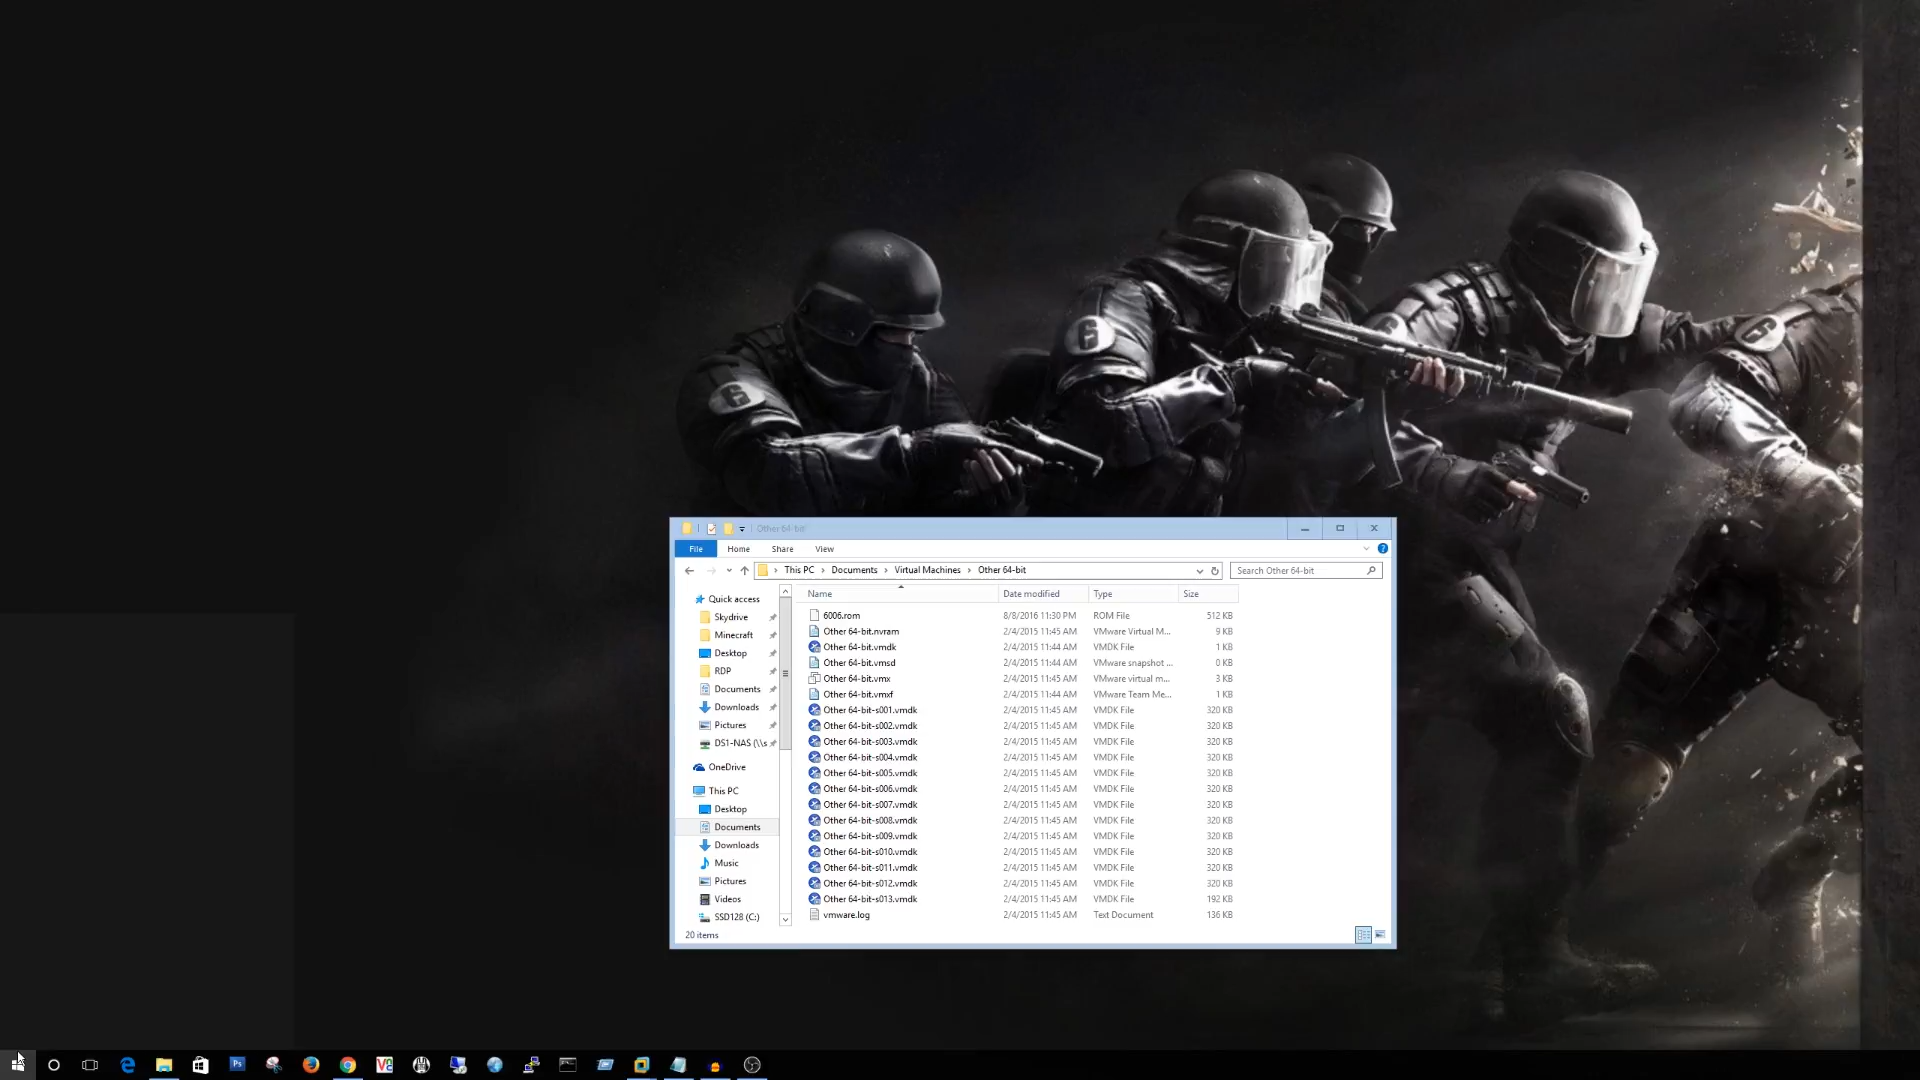 Other 64-bit
File Home Share View
This PC > Documents > Virtual Machines > Other 64-bit
Search Other 64-bit
Name Date modified Type Size
6006.rom 8/8/2016 11:30 PM ROM File 512 KB
Other 64-bit.nvram 2/4/2015 11:45 AM VMware Virtual M... 9 KB
Other 64-bit.vmdk 2/4/2015 11:44 AM VMDK File 1 KB
Other 64-bit.vmsd 2/4/2015 11:44 AM VMware snapshot ... 0 KB
Other 64-bit.vmx 2/4/2015 11:45 AM VMware virtual m... 3 KB
Other 64-bit.vmxf 2/4/2015 11:44 AM VMware Team Me... 1 KB
Other 64-bit-s001.vmdk 2/4/2015 11:45 AM VMDK File 320 KB
Other 64-bit-s002.vmdk 2/4/2015 11:45 AM VMDK File 320 KB
Other 64-bit-s003.vmdk 2/4/2015 11:45 AM VMDK File 320 KB
Other 64-bit-s004.vmdk 2/4/2015 11:45 AM VMDK File 320 KB
Other 64-bit-s005.vmdk 2/4/2015 11:45 AM VMDK File 320 KB
Other 64-bit-s006.vmdk 2/4/2015 11:45 AM VMDK File 320 KB
Other 64-bit-s007.vmdk 2/4/2015 11:45 AM VMDK File 320 KB
Other 64-bit-s008.vmdk 2/4/2015 11:45 AM VMDK File 320 KB
Other 64-bit-s009.vmdk 2/4/2015 11:45 AM VMDK File 320 KB
Other 64-bit-s010.vmdk 2/4/2015 11:45 AM VMDK File 320 KB
Other 64-bit-s011.vmdk 2/4/2015 11:45 AM VMDK File 320 KB
Other 64-bit-s012.vmdk 2/4/2015 11:45 AM VMDK File 320 KB
Other 64-bit-s013.vmdk 2/4/2015 11:45 AM VMDK File 192 KB
vmware.log 2/4/2015 11:45 AM Text Document 136 KB
Quick access
Skydrive
Minecraft
Desktop
RDP
Documents
Downloads
Pictures
DS1-NAS (\\s
OneDrive
This PC
Desktop
Documents
Downloads
Music
Pictures
Videos
SSD128 (C:)
20 items
6
6
6
Ps